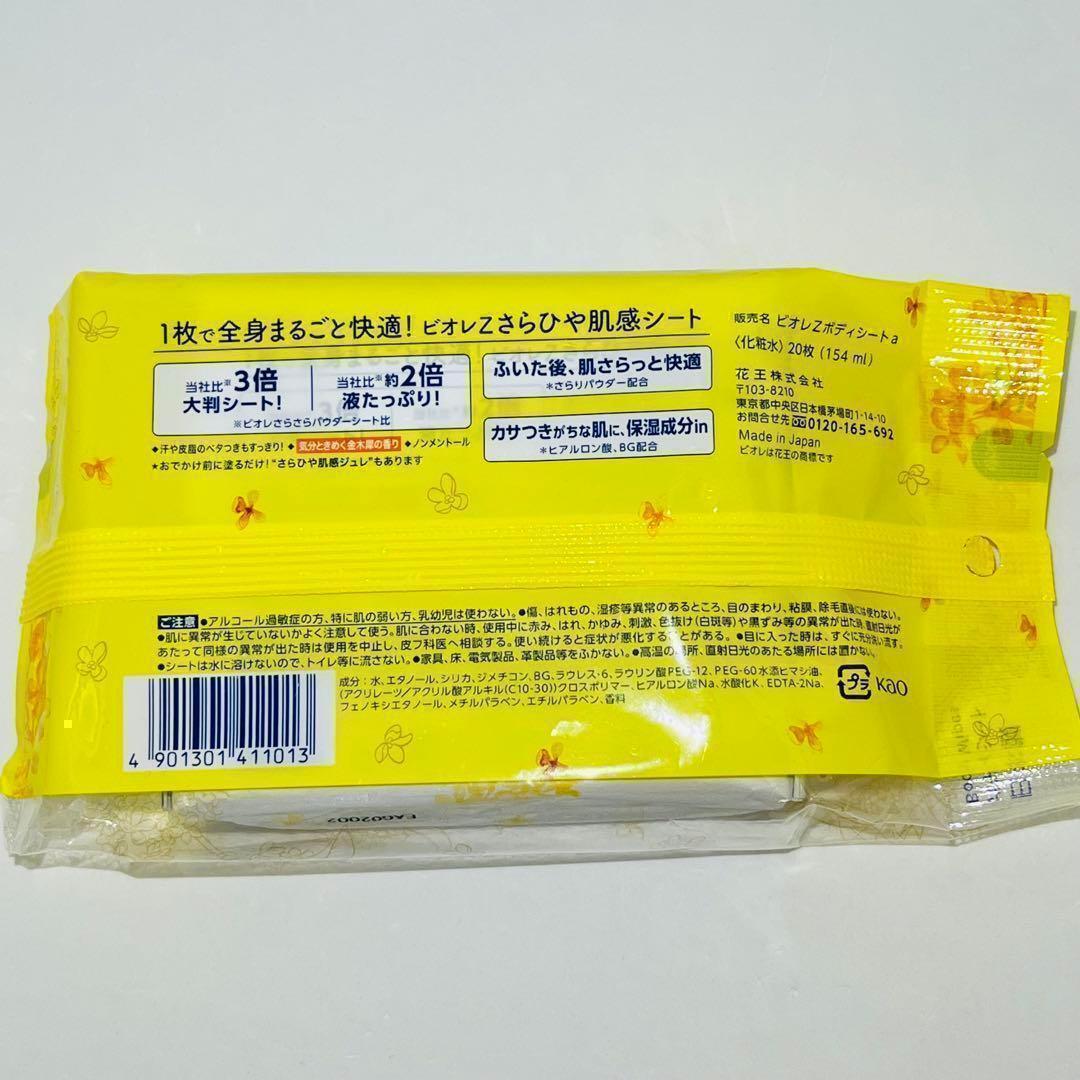 1枚で全身まるごと快適！ビオレZさらひや肌感シート
当社比※3倍
大判シート！
当社比※約2倍
液たっぷり！
※ビオレさらさらパウダーシート比
ふいた後、肌さらっと快適
＊さらりパウダー配合
カサつきがちな肌に、保湿成分in
＊ヒアルロン酸、BG配合
◆汗や皮脂のベタつきもすっきり！ ◆気分ときめく金木犀の香り ◆ノンメントール
★おでかけ前に塗るだけ！“さらひや肌感ジュレ”もあります
販売名 ビオレZボディシートa
〈化粧水〉20枚（154ml）
花王株式会社
〒103-8210
東京都中央区日本橋茅場町1-14-10
お問合せ先 0120-165-692
Made in Japan
ビオレは花王の商標です
ご注意 ●アルコール過敏症の方、特に肌の弱い方、乳幼児は使わない。●傷、はれもの、湿疹等異常のあるところ、目のまわり、粘膜、除毛直後には使わない。
●肌に異常が生じていないかよく注意して使う。肌に合わない時、使用中に赤み、はれ、かゆみ、刺激、色抜け（白斑等）や黒ずみ等の異常が出た時、直射日光が
あたって同様の異常が出た時は使用を中止し、皮フ科医へ相談する。使い続けると症状が悪化することがある。●目に入った時は、すぐに充分洗い流す。
●シートは水に溶けないので、トイレ等に流さない。●家具、床、電気製品、革製品等をふかない。●高温の場所、直射日光のあたる場所には置かない。
成分：水、エタノール、シリカ、ジメチコン、BG、ラウレス-6、ラウリン酸PEG-12、PEG-60水添ヒマシ油、
（アクリレーツ/アクリル酸アルキル（C10-30））クロスポリマー、ヒアルロン酸Na、水酸化K、EDTA-2Na、
フェノキシエタノール、メチルパラベン、エチルパラベン、香料
プラ
Kao
4 901301 411013